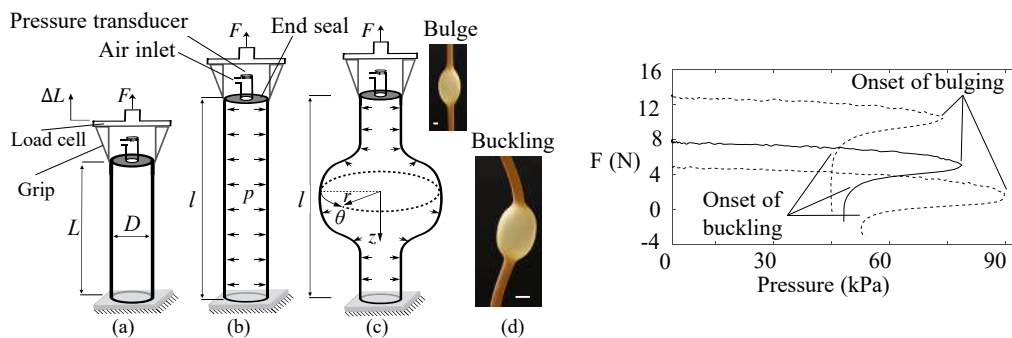 Pressure transducer
Air inlet
F
End seal
F
Bulge
ΔL
F
Load cell
Grip
Buckling
L
D
l
p
l
r
θ
z
(a)
(b)
(c)
(d)
16
12
8
4
0
-4
F (N)
Onset of bulging
Onset of
buckling
0
30
60
90
Pressure (kPa)